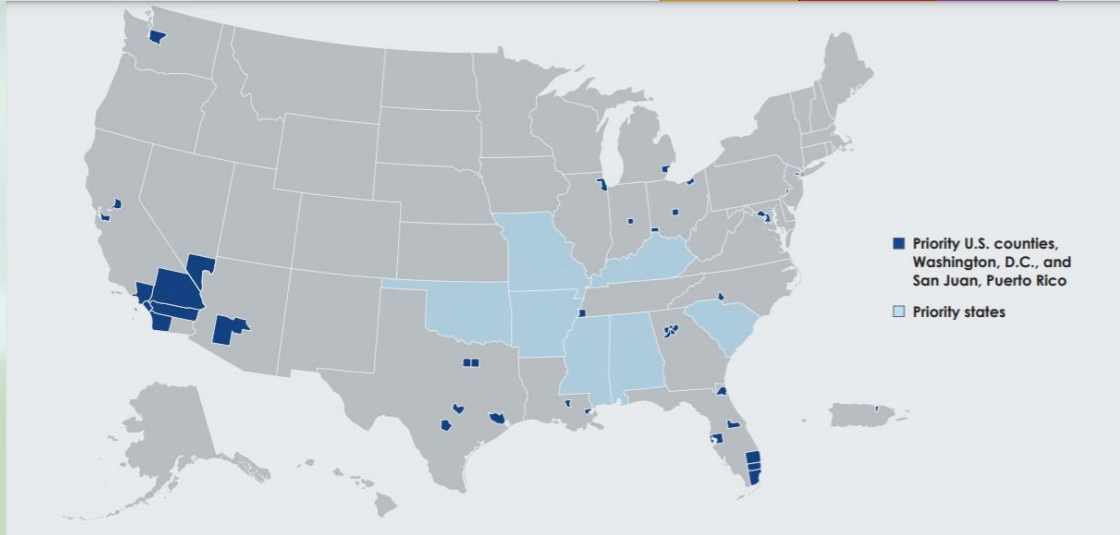 Priority U.S. counties,
Washington, D.C., and
San Juan, Puerto Rico
Priority states